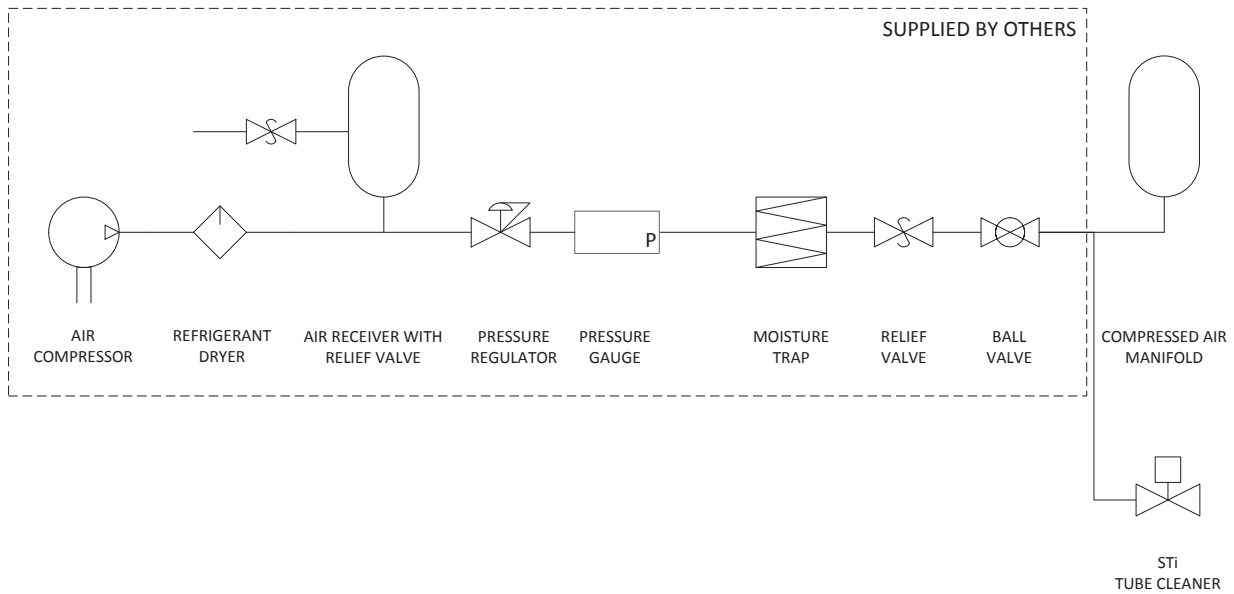 SUPPLIED BY OTHERS
P
AIR
COMPRESSOR
REFRIGERANT
DRYER
AIR RECEIVER WITH
RELIEF VALVE
PRESSURE
REGULATOR
PRESSURE
GAUGE
MOISTURE
TRAP
RELIEF
VALVE
BALL
VALVE
COMPRESSED AIR
MANIFOLD
STi
TUBE CLEANER